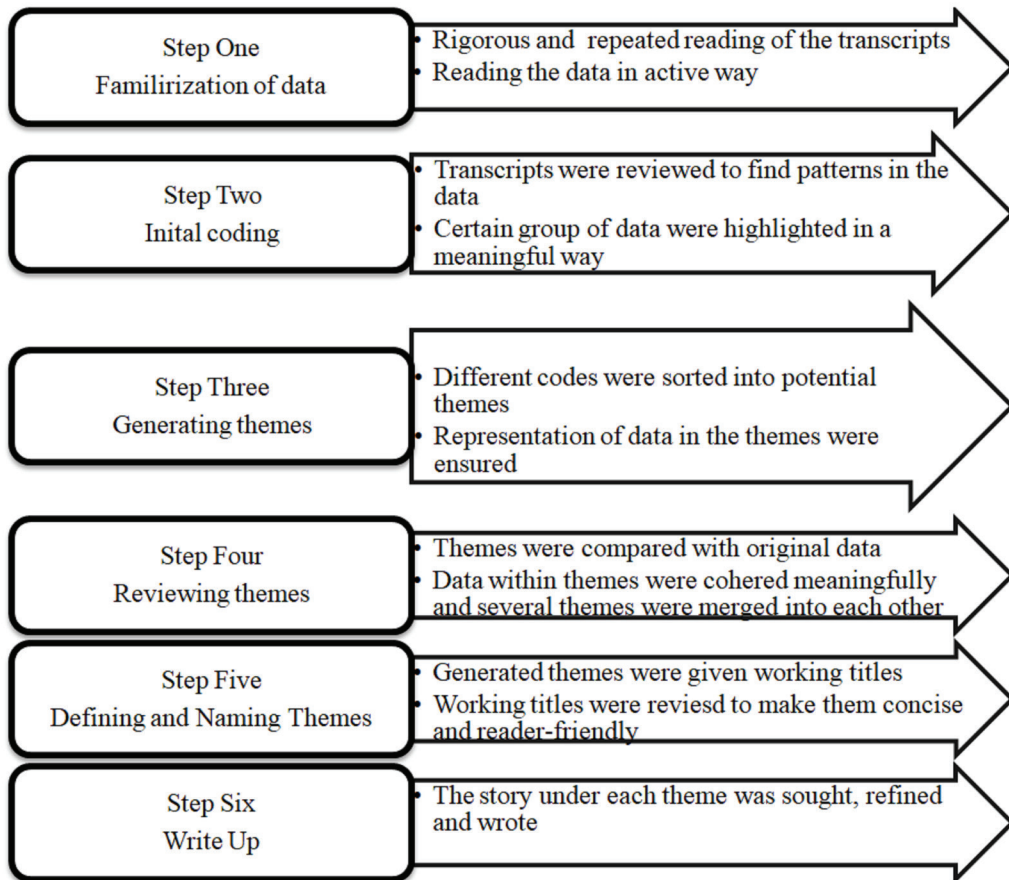 Step One
Familirization of data
• Rigorous and repeated reading of the transcripts
• Reading the data in active way
Step Two
Inital coding
• Transcripts were reviewed to find patterns in the
data
• Certain group of data were highlighted in a
meaningful way
Step Three
Generating themes
• Different codes were sorted into potential
themes
• Representation of data in the themes were
ensured
Step Four
Reviewing themes
• Themes were compared with original data
• Data within themes were cohered meaningfully
and several themes were merged into each other
Step Five
Defining and Naming Themes
• Generated themes were given working titles
• Working titles were reviesd to make them concise
and reader-friendly
Step Six
Write Up
• The story under each theme was sought, refined
and wrote